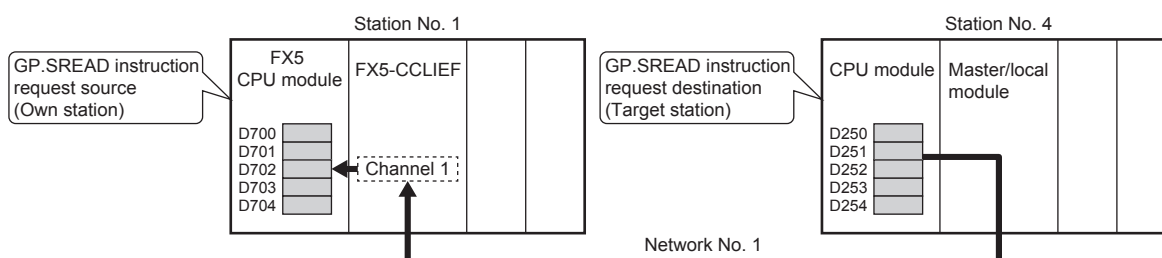 Station No. 1
GP.SREAD instruction
request source
(Own station)
FX5
CPU module
FX5-CCLIEF
D700
D701
D702
D703
D704
Channel 1
Station No. 4
GP.SREAD instruction
request destination
(Target station)
CPU module
Master/local
module
D250
D251
D252
D253
D254
Network No. 1